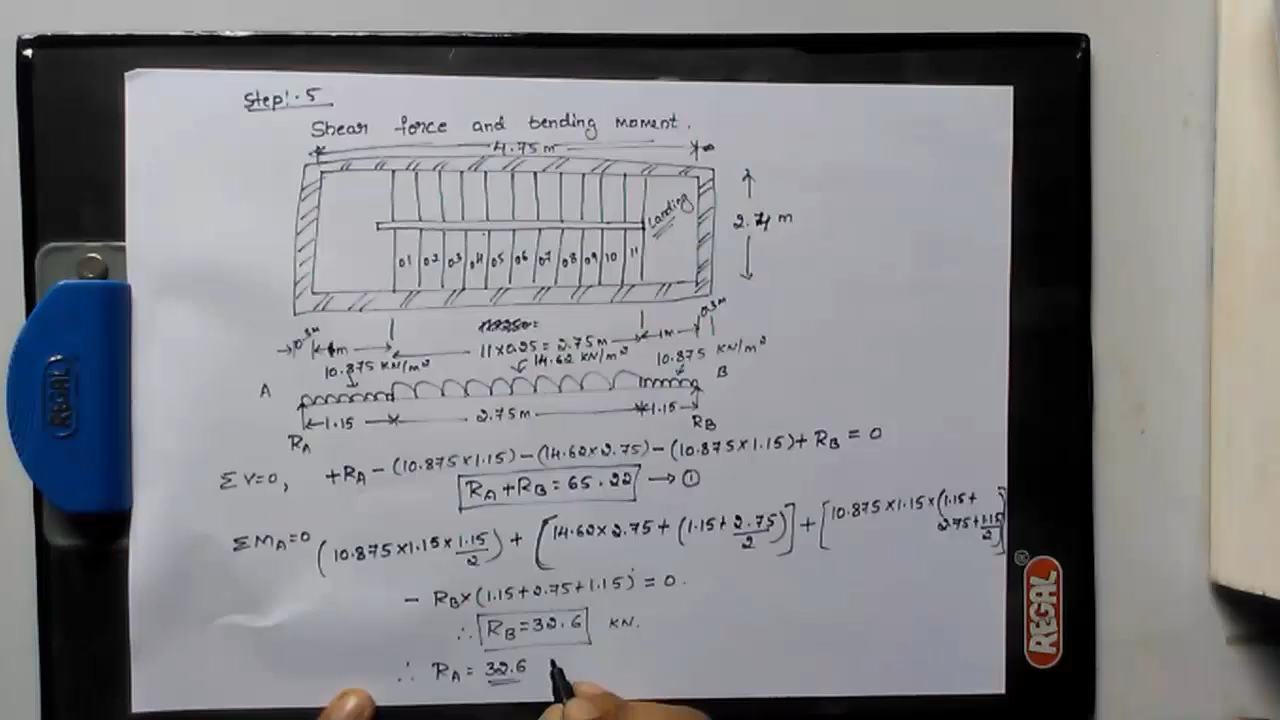 Step:-5
Shear force and bending moment.
4.75m
Landing
2.74 m
01 02 03 04 05 06 07 08 09 10 11
0.3m
1m
11×0.25 = 2.75m
1m
0.3m
10.875 KN/m²
14.62 KN/m²
10.875 KN/m²
A
B
1.15
2.75m
1.15
RA
RB
ΣV=0, +RA − (10.875×1.15) − (14.62×2.75) − (10.875×1.15) + RB = 0
RA + RB = 65.22 → ①
ΣMA=0 (10.875×1.15×1.15/2) + [14.62×2.75+(1.15+2.75/2)] + [10.875×1.15×(1.15+
2.75+1.15/2)]
− RB×(1.15+2.75+1.15) = 0.
∴ RB=32.6 KN.
∴ RA = 32.6
REGAL
REGAL